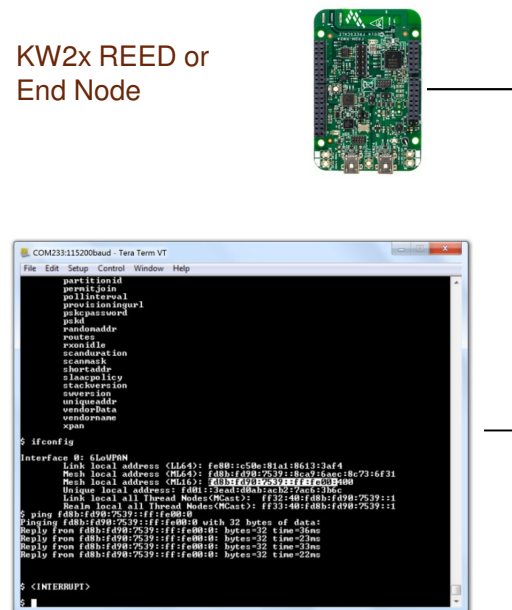 KW2x REED or
End Node
COM233:115200baud - Tera Term VT
File Edit Setup Control Window Help
partitionid
permitjoin
pollinterval
provisioningurl
pskcpassword
pskd
randomaddr
routes
rxonidle
scanduration
scanmask
shortaddr
slaacpolicy
stackversion
swversion
uniqueaddr
vendorData
vendorname
xpan
$ ifconfig
Interface 0: 6LoWPAN
Link local address (LL64): fe80::c50e:81a1:8613:3af4
Mesh local address (ML64): fd8b:fd90:7539::8ca9:6aec:8c73:6f31
Mesh local address (ML16): fd8b:fd90:7539::ff:fe00:400
Unique local address: fd01::3ead:d0ab:acb2:7ac6:3b6c
Link local all Thread Nodes(MCast): ff32:40:fd8b:fd90:7539::1
Realm local all Thread Nodes(MCast): ff33:40:fd8b:fd90:7539::1
$ ping fd8b:fd90:7539::ff:fe00:0
Pinging fd8b:fd90:7539::ff:fe00:0 with 32 bytes of data:
Reply from fd8b:fd90:7539::ff:fe00:0: bytes=32 time=36ms
Reply from fd8b:fd90:7539::ff:fe00:0: bytes=32 time=23ms
Reply from fd8b:fd90:7539::ff:fe00:0: bytes=32 time=33ms
Reply from fd8b:fd90:7539::ff:fe00:0: bytes=32 time=22ms
$ <INTERRUPT>
$